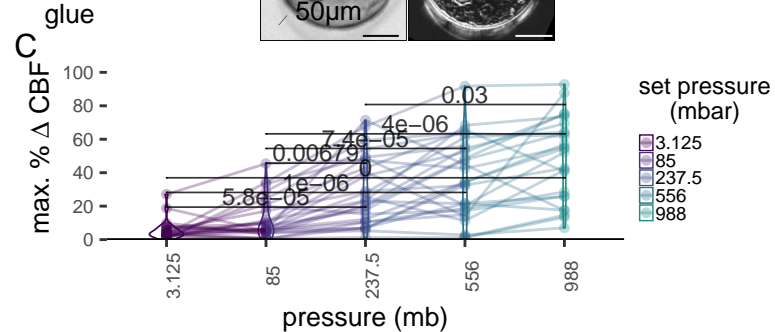 glue
50µm
C
max. % Δ CBF
100
80
60
40
20
0
0.03
4e−06
7.4e−05
0.00679
0
1e−06
5.8e−05
3.125
85
237.5
556
988
pressure (mb)
set pressure
(mbar)
3.125
85
237.5
556
988